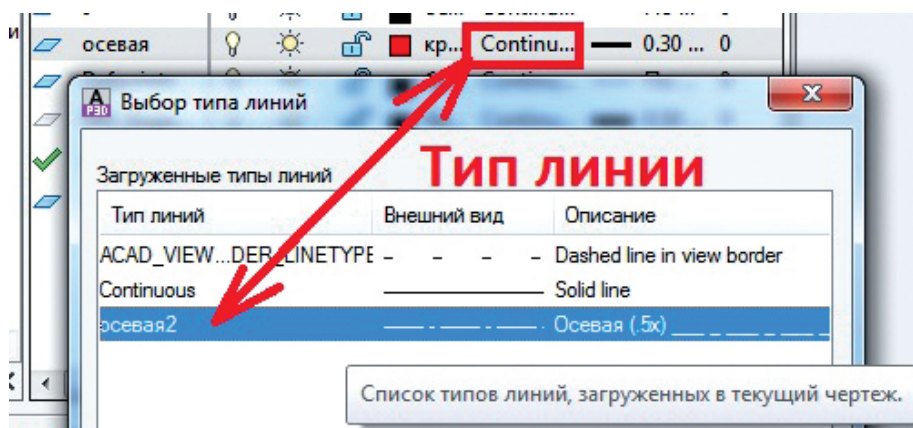 осевая кр... Continu... 0.30 ... 0
Выбор типа линий
Тип линии
Загруженные типы линий
Тип линий Внешний вид Описание
ACAD_VIEW...DER_LINETYPE Dashed line in view border
Continuous Solid line
осевая2 Осевая (.5x)
Список типов линий, загруженных в текущий чертеж.